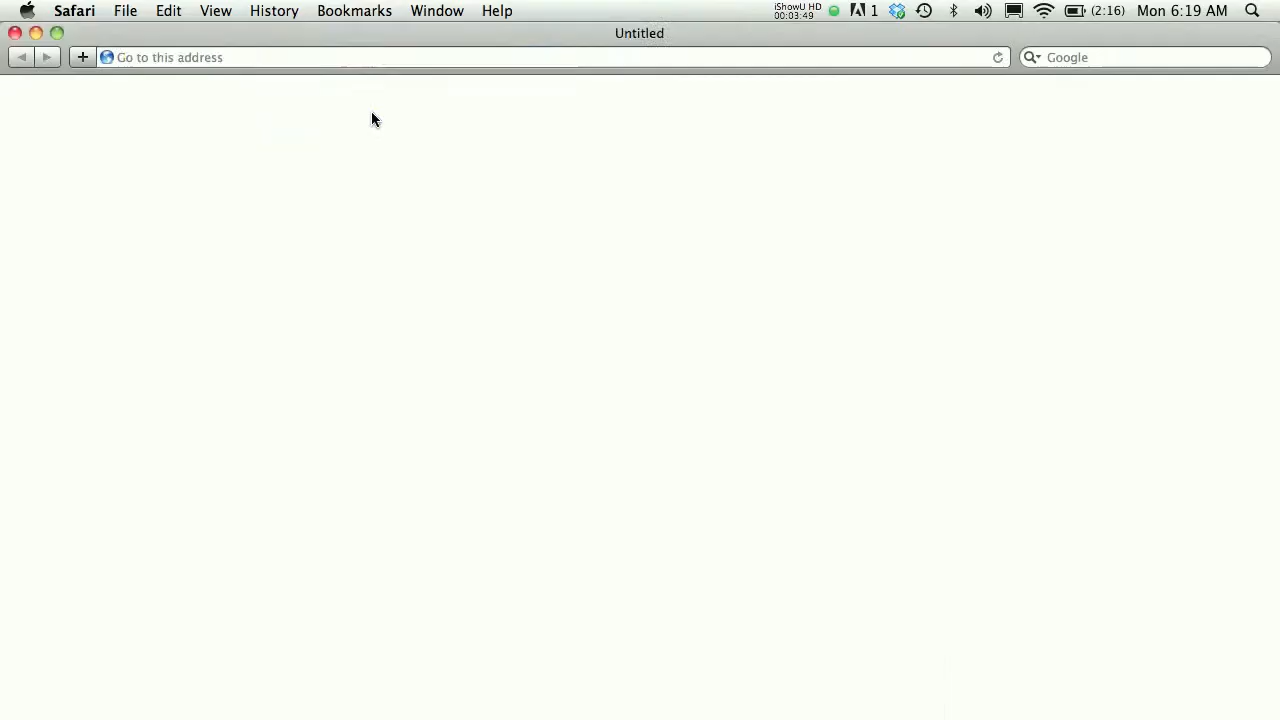 Safari File Edit View History Bookmarks Window Help iShowU HD 00:03:49 1 (2:16) Mon 6:19 AM
Untitled
+ Go to this address Google